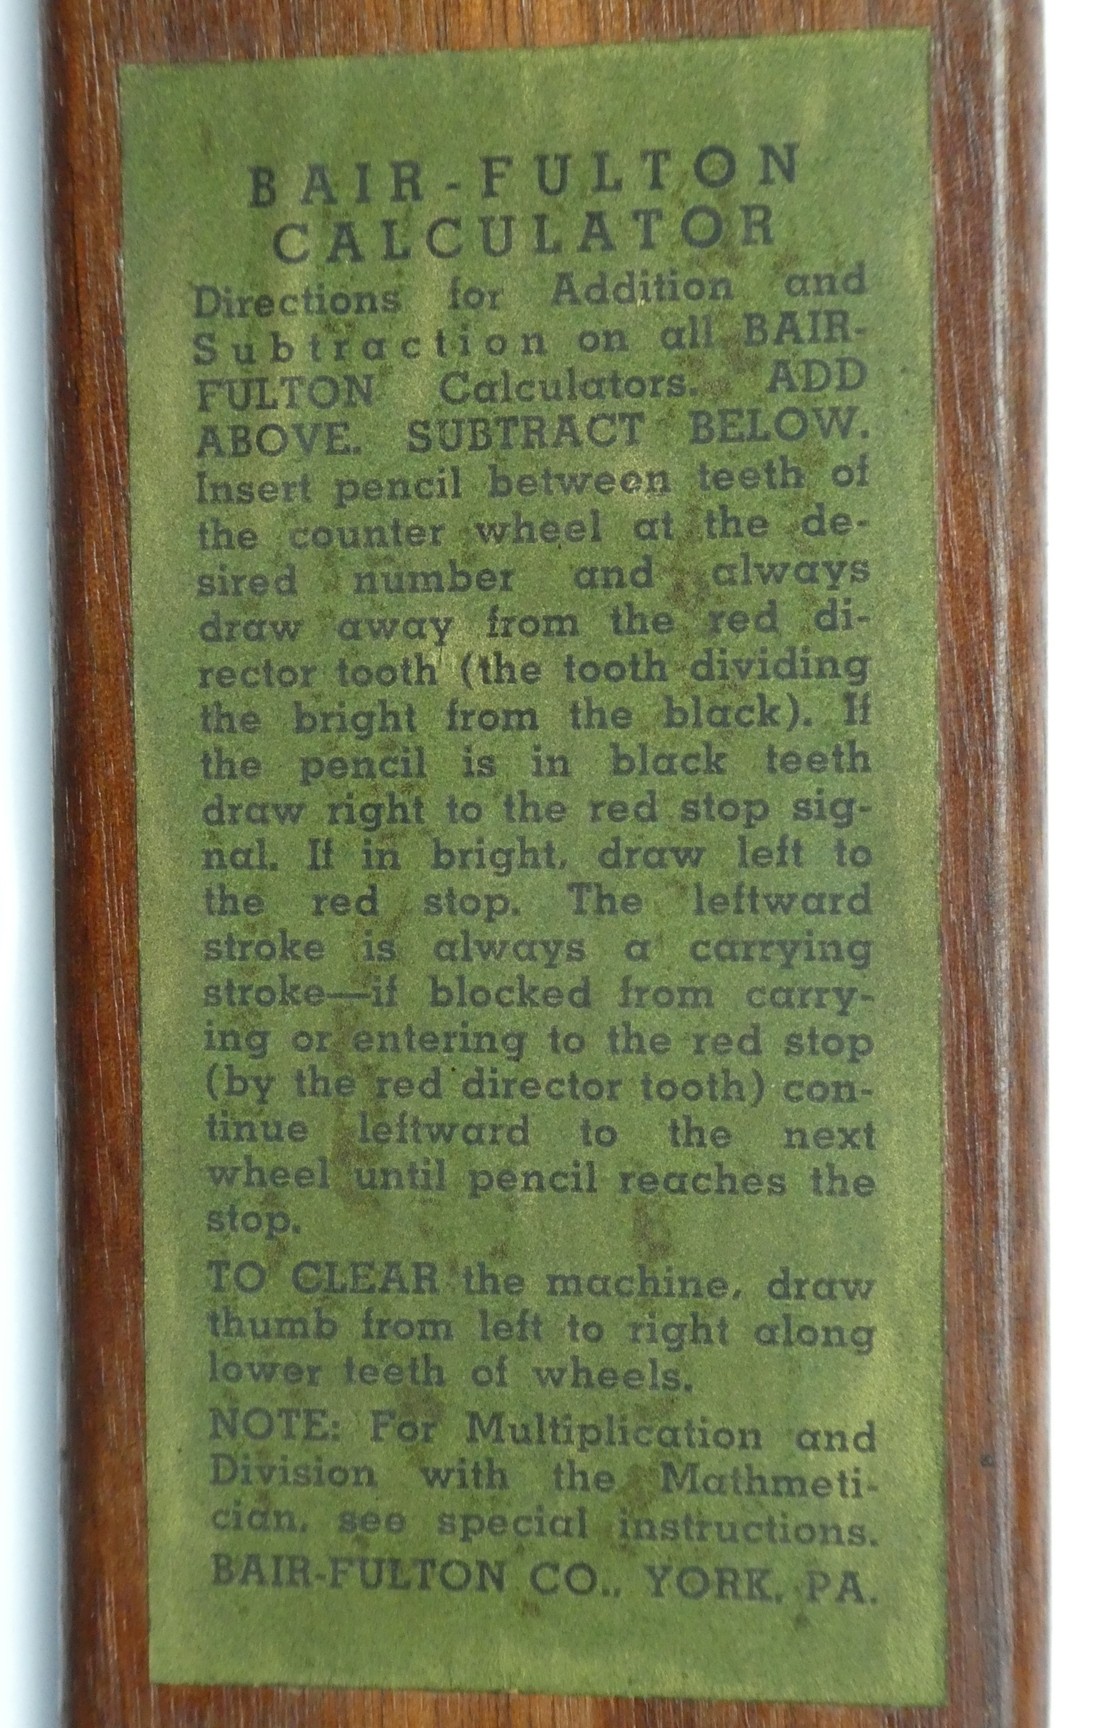 BAIR-FULTON
CALCULATOR
Directions for Addition and
Subtraction on all BAIR-
FULTON Calculators. ADD
ABOVE. SUBTRACT BELOW.
Insert pencil between teeth of
the counter wheel at the de-
sired number and always
draw away from the red di-
rector tooth (the tooth dividing
the bright from the black). If
the pencil is in black teeth
draw right to the red stop sig-
nal. If in bright, draw left to
the red stop. The leftward
stroke is always a carrying
stroke—if blocked from carry-
ing or entering to the red stop
(by the red director tooth) con-
tinue leftward to the next
wheel until pencil reaches the
stop.
TO CLEAR the machine, draw
thumb from left to right along
lower teeth of wheels.
NOTE: For Multiplication and
Division with the Mathmeti-
cian, see special instructions.
BAIR-FULTON CO., YORK, PA.